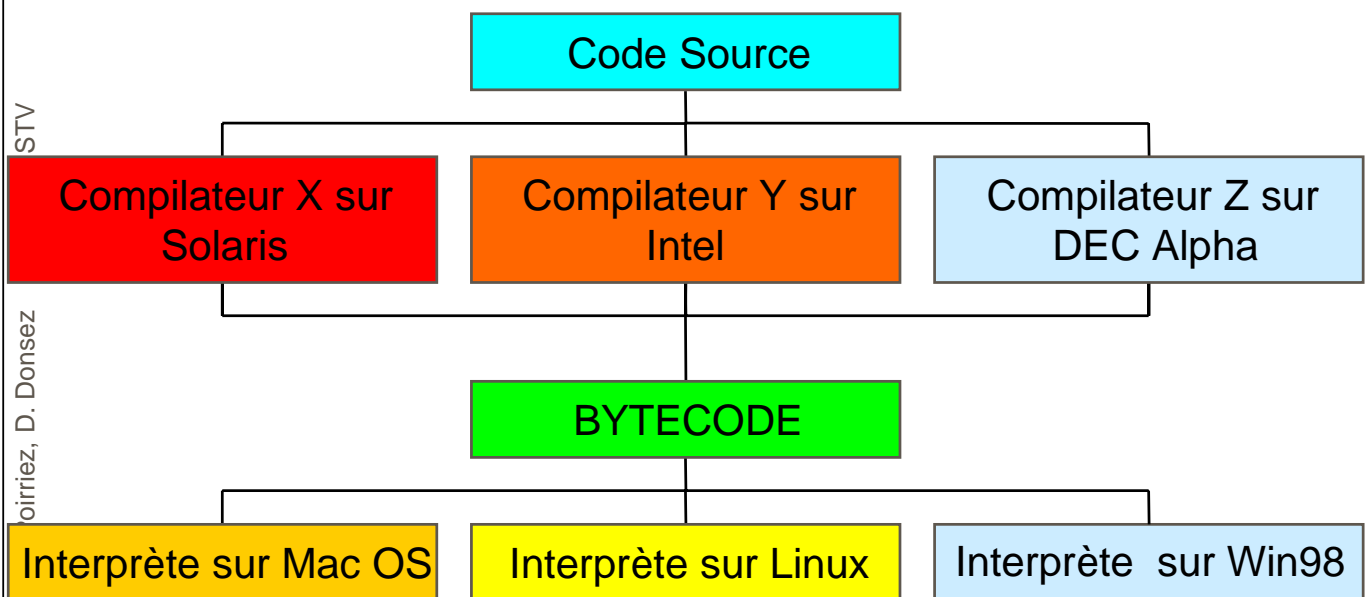 Code Source
Compilateur X sur
Solaris
Compilateur Y sur
Intel
Compilateur Z sur
DEC Alpha
BYTECODE
Interprète sur Mac OS
Interprète sur Linux
Interprète sur Win98
STV
D. Donsez